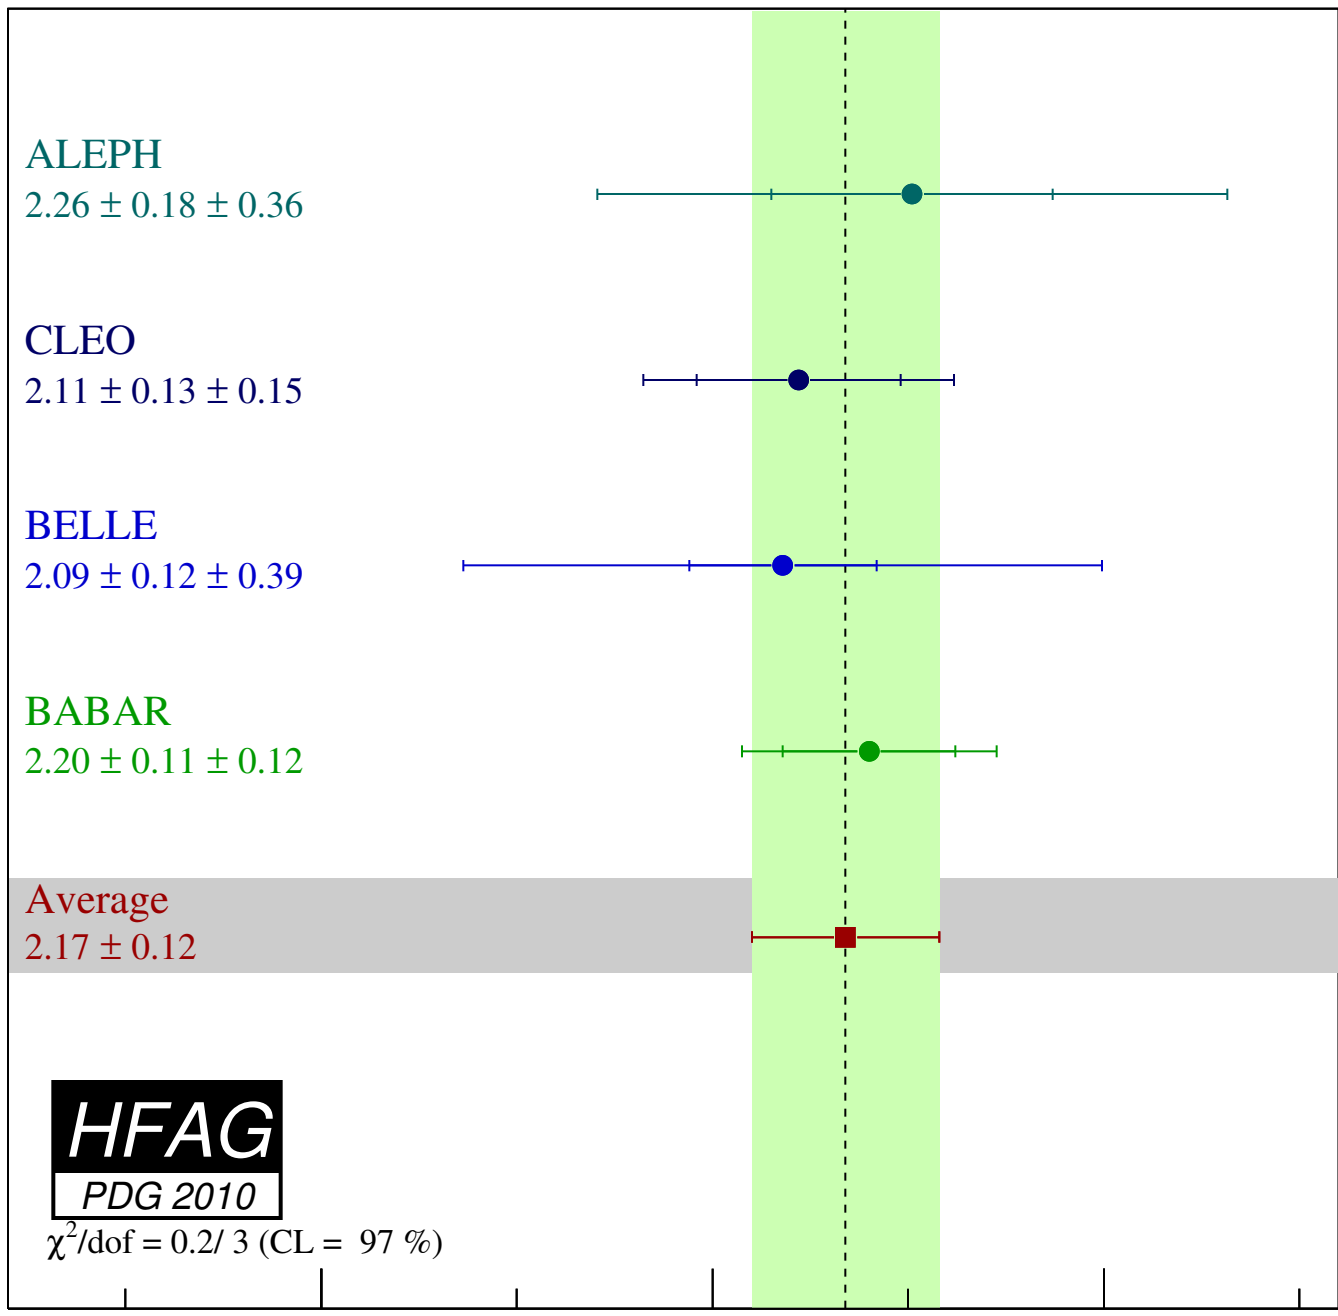 ALEPH
2.26 ± 0.18 ± 0.36
CLEO
2.11 ± 0.13 ± 0.15
BELLE
2.09 ± 0.12 ± 0.39
BABAR
2.20 ± 0.11 ± 0.12
Average
2.17 ± 0.12
HFAG
PDG 2010
χ²/dof = 0.2/ 3 (CL = 97 %)